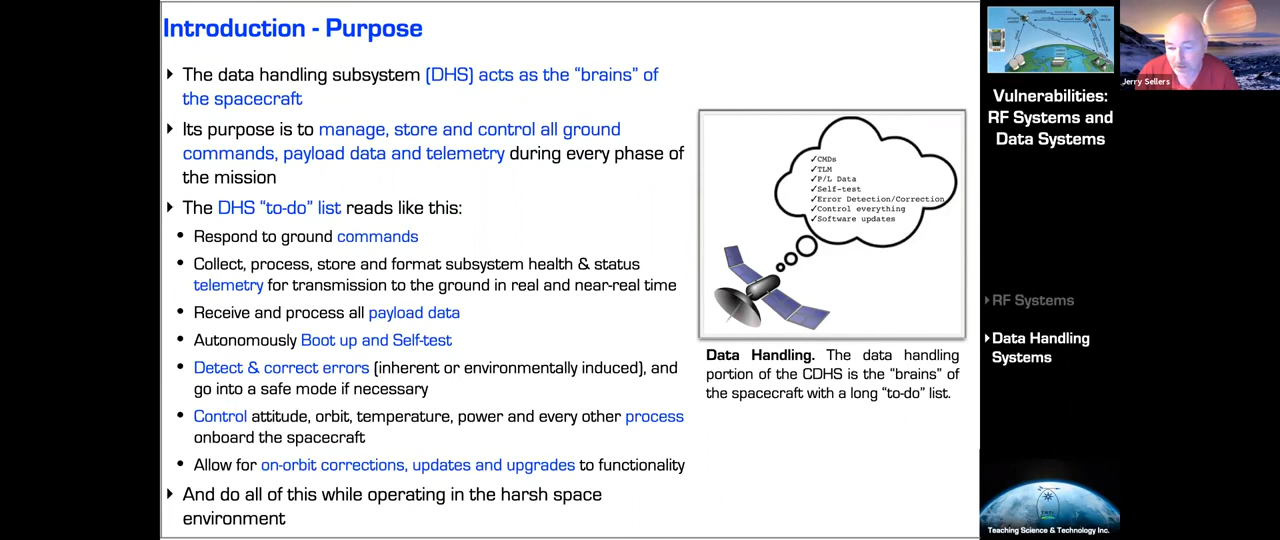 Introduction - Purpose
The data handling subsystem (DHS) acts as the “brains” of
the spacecraft
Its purpose is to manage, store and control all ground
commands, payload data and telemetry during every phase of
the mission
The DHS “to-do” list reads like this:
Respond to ground commands
Collect, process, store and format subsystem health & status
telemetry for transmission to the ground in real and near-real time
Receive and process all payload data
Autonomously Boot up and Self-test
Detect & correct errors (inherent or environmentally induced), and
go into a safe mode if necessary
Control attitude, orbit, temperature, power and every other process
onboard the spacecraft
Allow for on-orbit corrections, updates and upgrades to functionality
And do all of this while operating in the harsh space
environment
✓CMDs
✓TLM
✓P/L Data
✓Self-test
✓Error Detection/Correction
✓Control everything
✓Software updates
Data Handling. The data handling
portion of the CDHS is the “brains” of
the spacecraft with a long “to-do” list.
Jerry Sellers
Vulnerabilities:
RF Systems and
Data Systems
RF Systems
Data Handling
Systems
Teaching Science & Technology Inc.